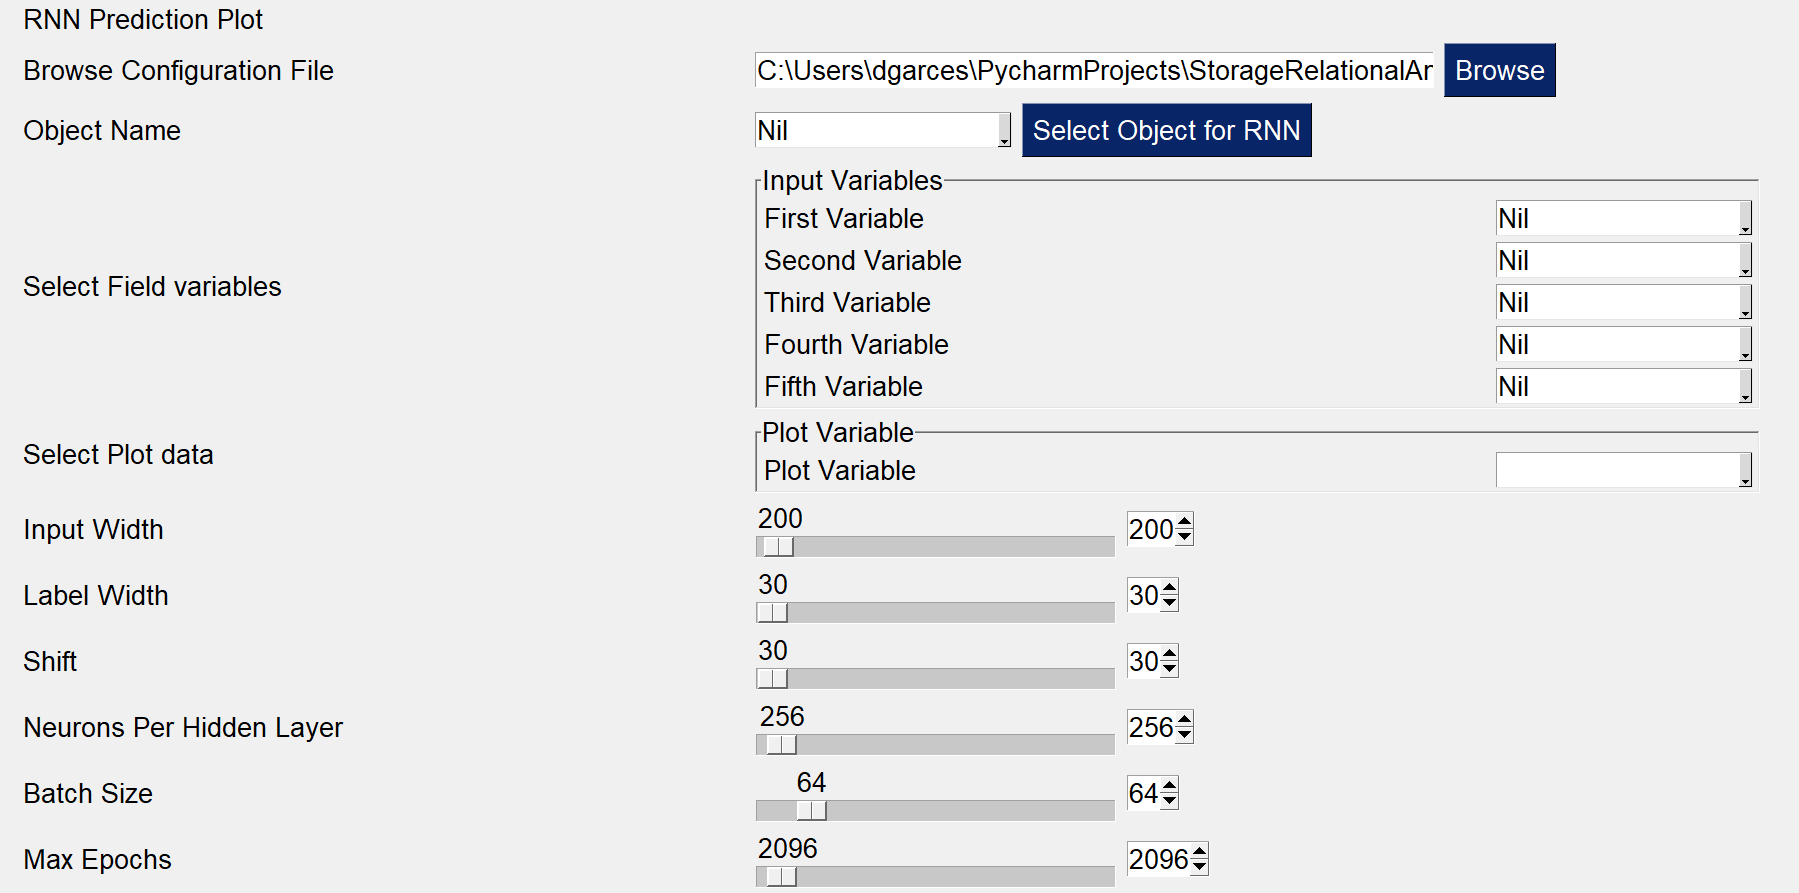 RNN Prediction Plot
Browse Configuration File C:\Users\dgarces\PycharmProjects\StorageRelationalAr Browse
Object Name Nil Select Object for RNN
Input Variables
First Variable Nil
Second Variable Nil
Select Field variables
Third Variable Nil
Fourth Variable Nil
Fifth Variable Nil
Plot Variable
Select Plot data
Plot Variable
200
Input Width 200
30
Label Width 30
30
Shift 30
256
Neurons Per Hidden Layer 256
64
Batch Size 64
2096
Max Epochs 2096